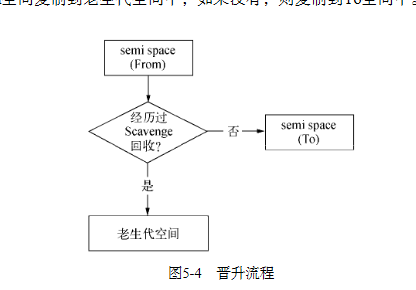 空间复制到老生代空间中，如果没有，则复制到To空间中
semi space
(From)
经历过
Scavenge
回收？
否
semi space
(To)
是
老生代空间
图5-4 晋升流程